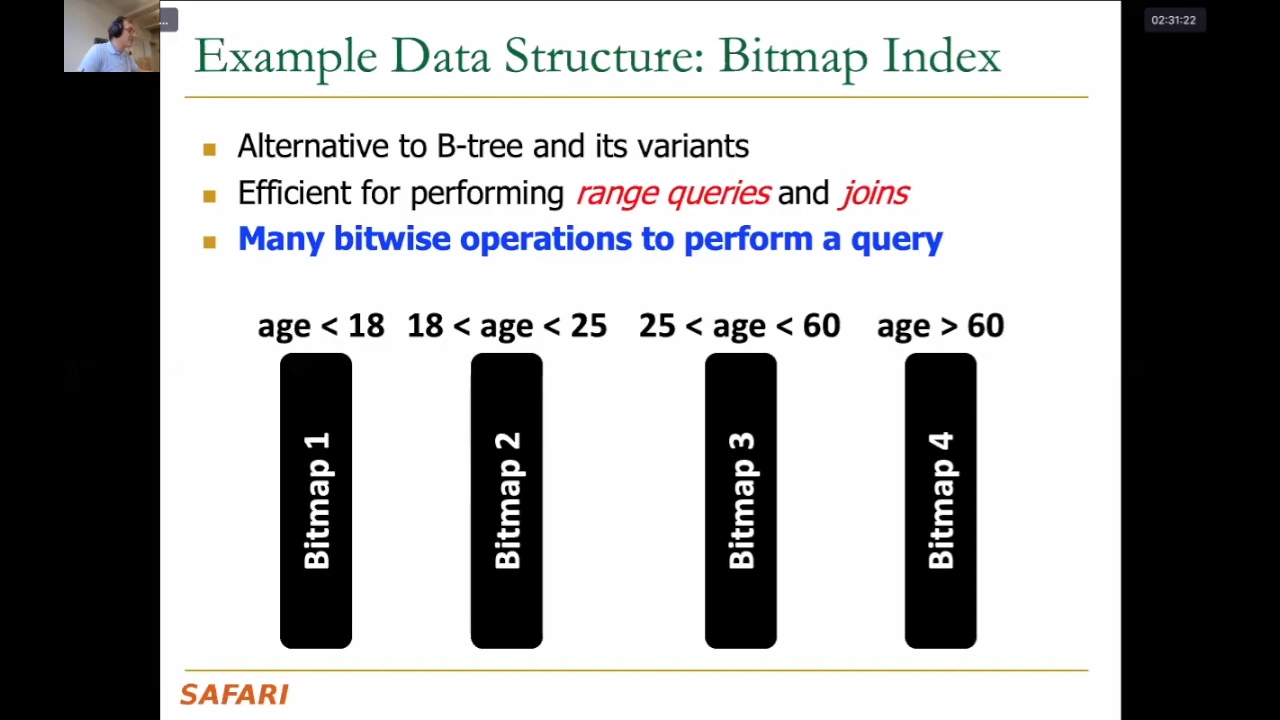 ...
02:31:22
Example Data Structure: Bitmap Index
Alternative to B-tree and its variants
Efficient for performing range queries and joins
Many bitwise operations to perform a query
age < 18 18 < age < 25 25 < age < 60 age > 60
Bitmap 1
Bitmap 2
Bitmap 3
Bitmap 4
SAFARI